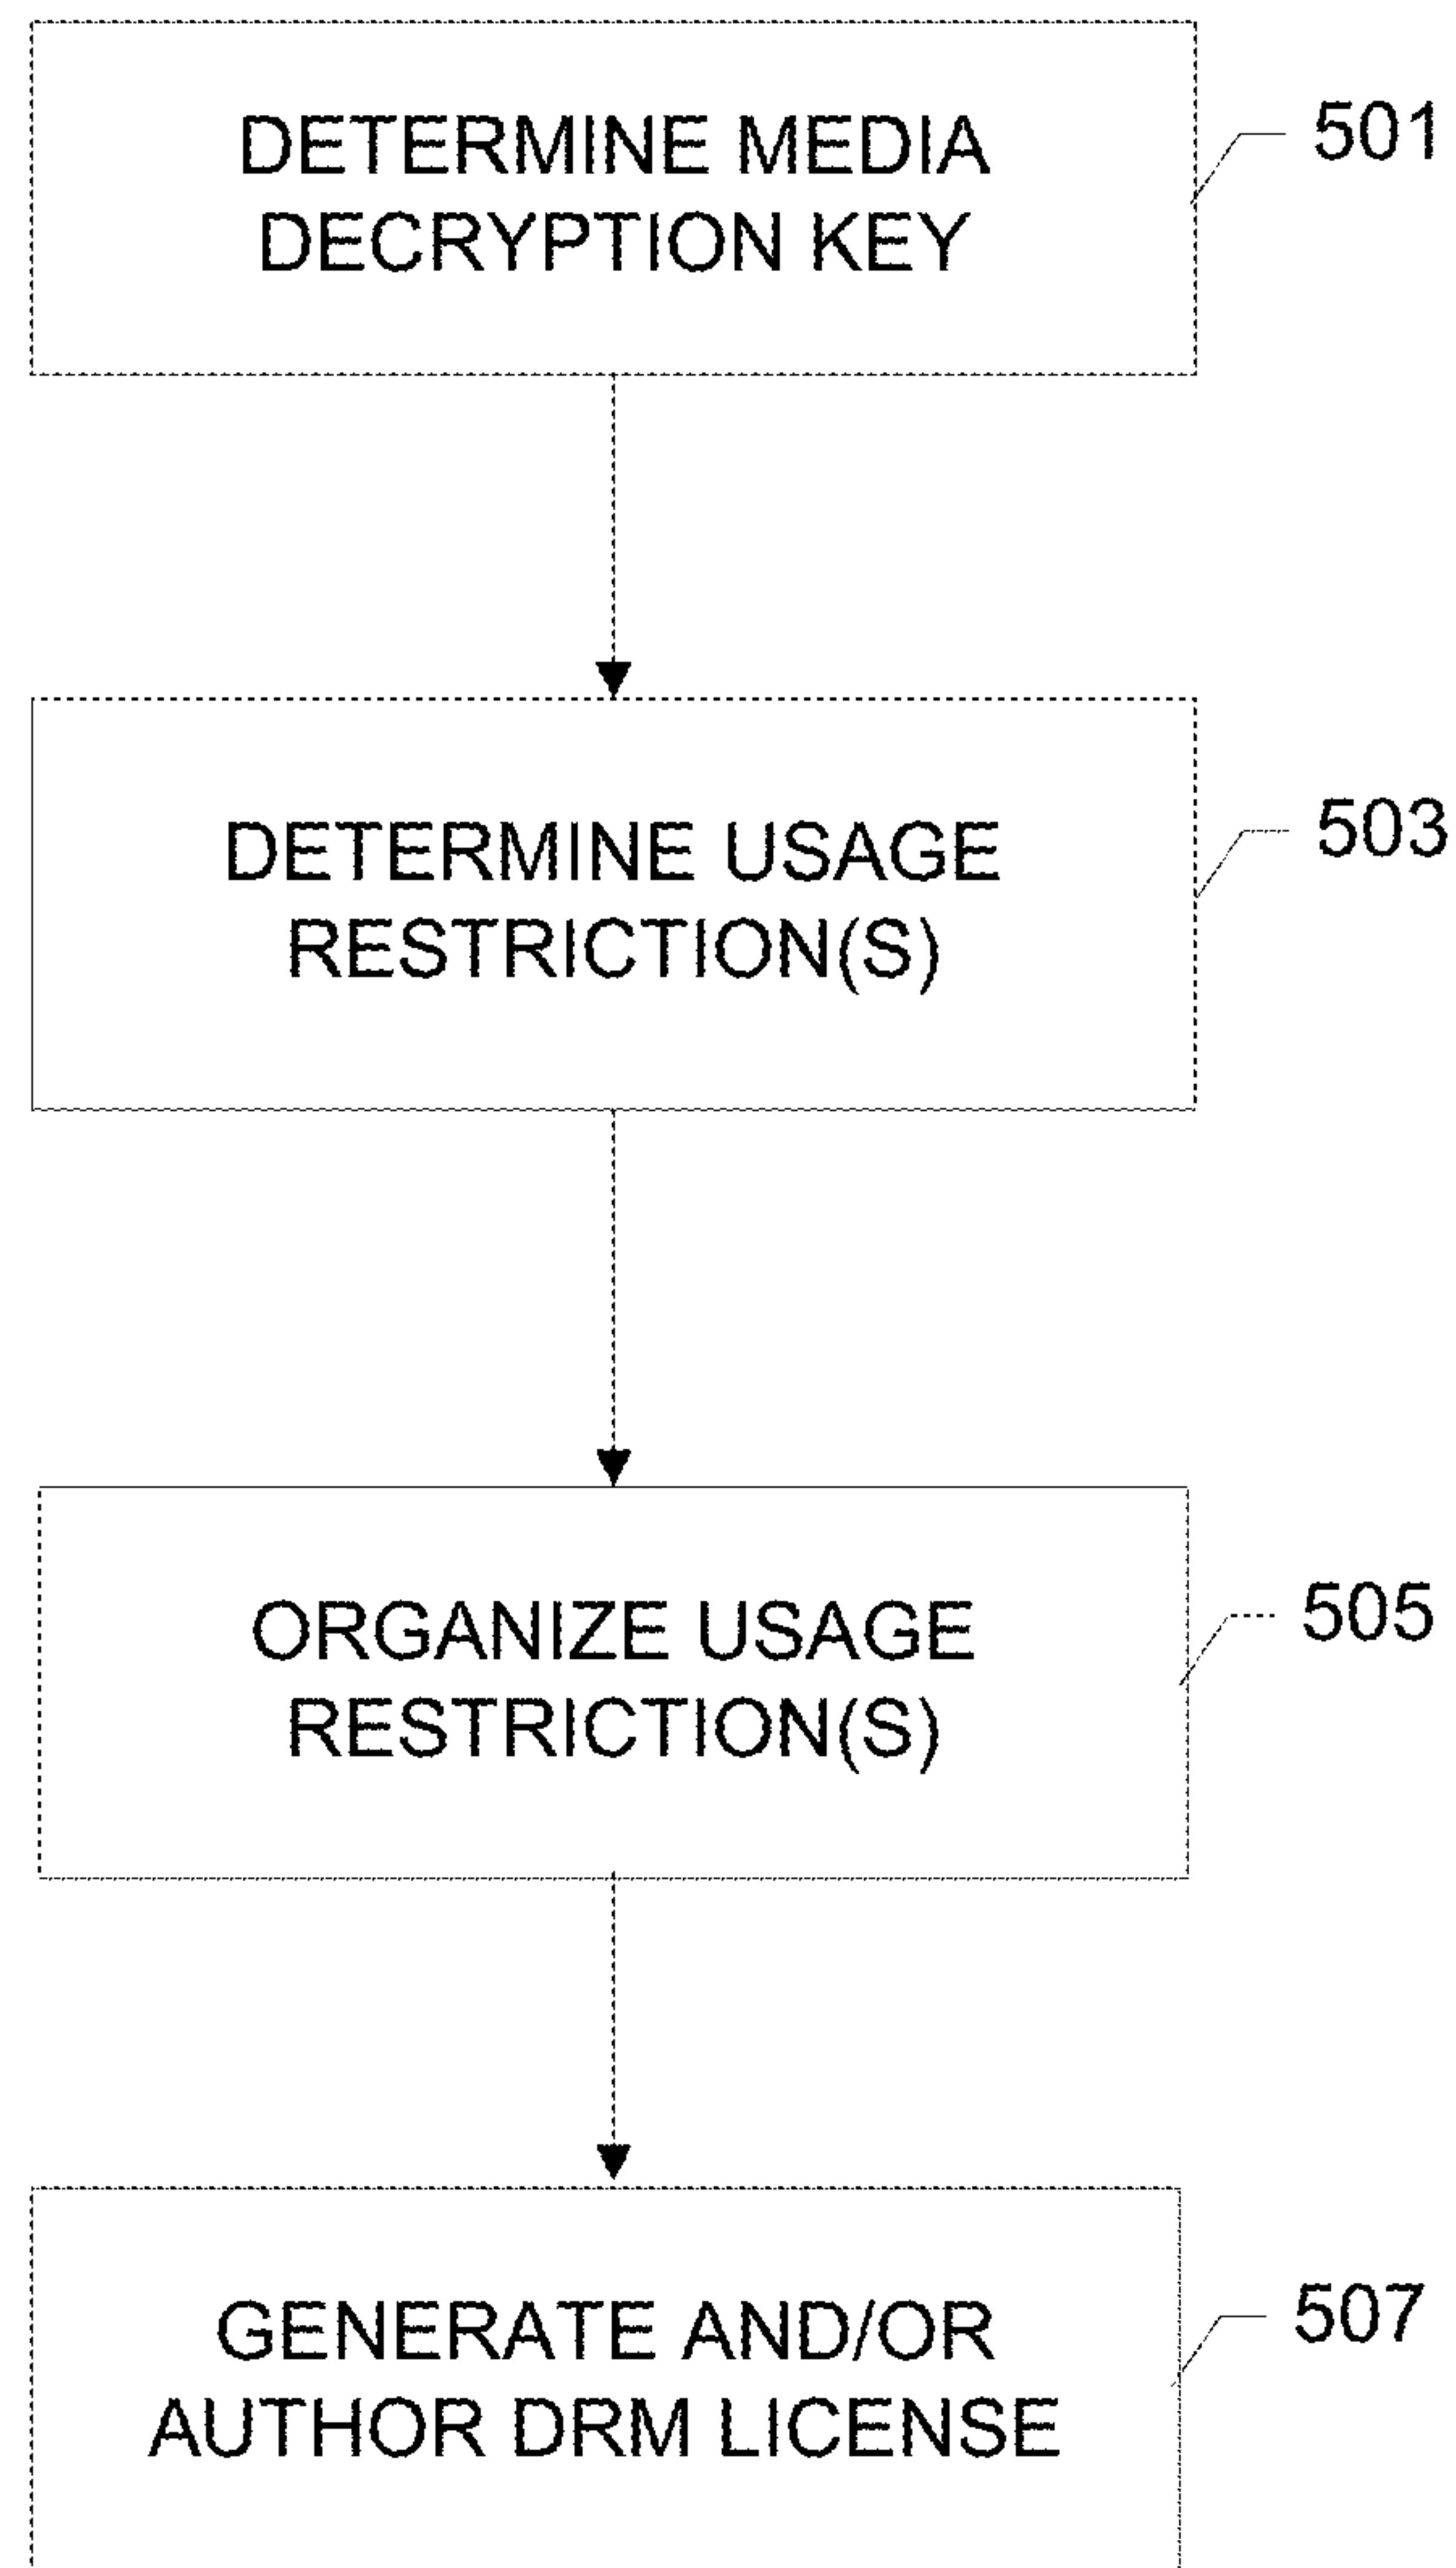 DETERMINE MEDIA
DECRYPTION KEY
501
DETERMINE USAGE
RESTRICTION(S)
503
ORGANIZE USAGE
RESTRICTION(S)
505
GENERATE AND/OR
AUTHOR DRM LICENSE
507